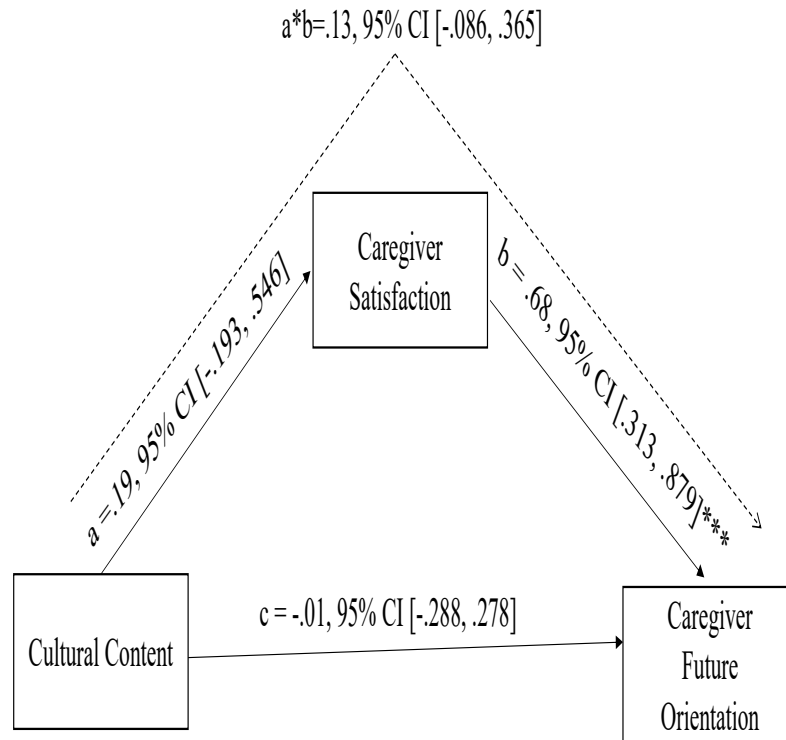 a*b=.13, 95% CI [-.086, .365]
Caregiver
Satisfaction
a =.19, 95% CI [-.193, .546]
b = .68, 95% CI [.313, .879]***
c = -.01, 95% CI [-.288, .278]
Cultural Content
Caregiver
Future
Orientation